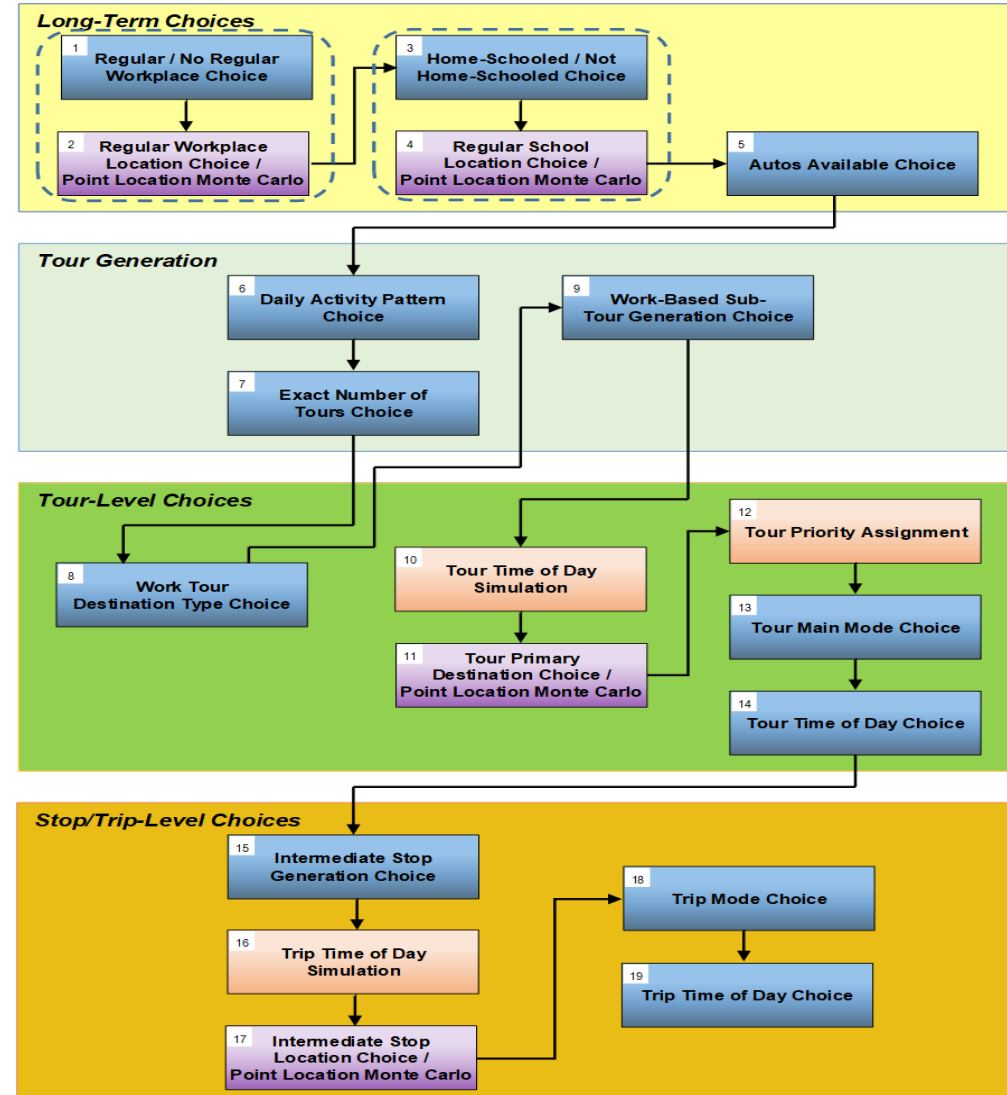 Long-Term Choices
1
Regular / No Regular
Workplace Choice
2
Regular Workplace
Location Choice /
Point Location Monte Carlo
3
Home-Schooled / Not
Home-Schooled Choice
4
Regular School
Location Choice /
Point Location Monte Carlo
5
Autos Available Choice
Tour Generation
6
Daily Activity Pattern
Choice
7
Exact Number of
Tours Choice
9
Work-Based Sub-
Tour Generation Choice
Tour-Level Choices
8
Work Tour
Destination Type Choice
10
Tour Time of Day
Simulation
11
Tour Primary
Destination Choice /
Point Location Monte Carlo
12
Tour Priority Assignment
13
Tour Main Mode Choice
14
Tour Time of Day Choice
Stop/Trip-Level Choices
15
Intermediate Stop
Generation Choice
16
Trip Time of Day
Simulation
17
Intermediate Stop
Location Choice /
Point Location Monte Carlo
18
Trip Mode Choice
19
Trip Time of Day Choice